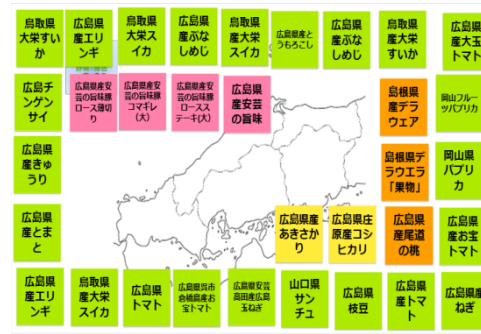 鳥取県
大栄すい
か
広島県
産エリン
ギ
鳥取県
大栄ス
イカ
広島県
産ぶな
しめじ
鳥取県
産大栄
スイカ
広島県産と
うもろこし
広島県
産ぶな
しめじ
鳥取県
産大栄
すいか
広島県
産大玉
トマト
広島チ
ンゲン
サイ
広島県産安
芸の旨味豚
ロース薄切
り
広島県産安
芸の旨味豚
コマギレ
(大)
広島県産安
芸の旨味豚
ロースス
テーキ(大)
広島県
産安芸
の旨味
島根県
産デラ
ウェア
岡山フルー
ツパプリカ
広島県
産きゅ
うり
島根県デ
ラウエラ
「果物」
岡山県
パプリ
カ
広島県
産とま
と
広島県産
あきさか
り
広島県庄
原産コシ
ヒカリ
広島県
産尾道
の桃
広島県
産お宝
トマト
広島県
産エリ
ンギ
鳥取県
産大栄
スイカ
広島県
トマト
広島県呉市
倉橋島産お
宝トマト
広島県安芸
高田産広島
玉ねぎ
山口県
サン
チュ
広島県
枝豆
広島県
産トマ
ト
広島県産
ねぎ